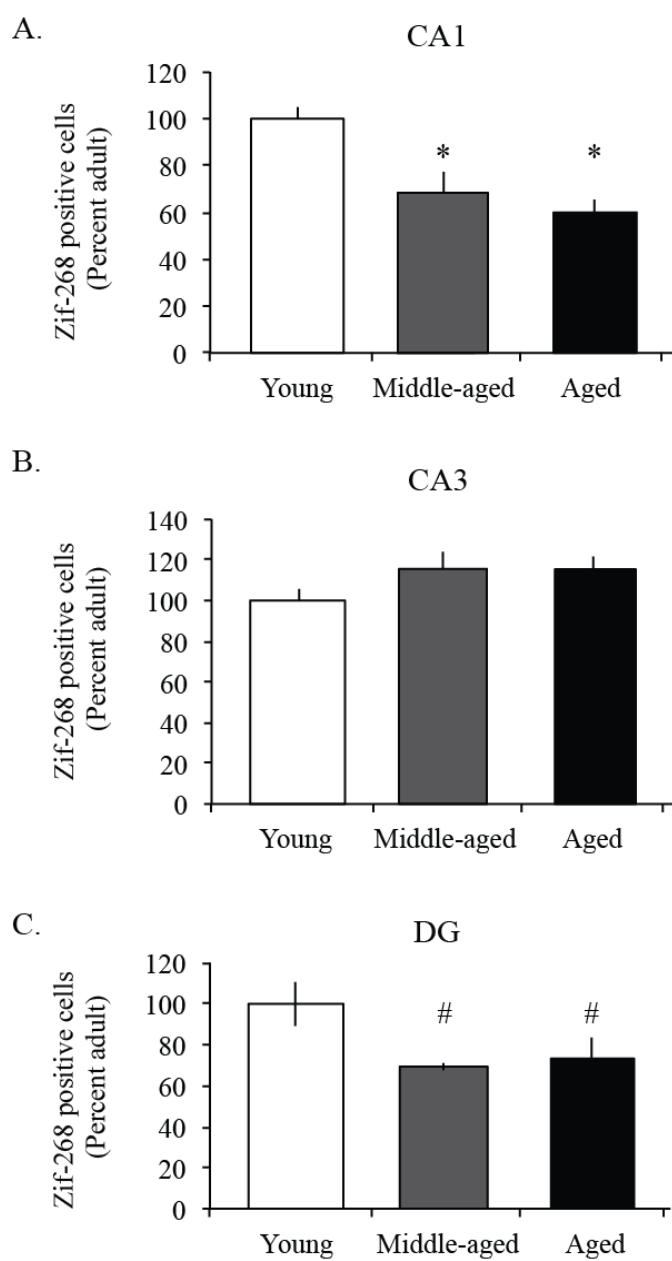 A.
CA1
Zif-268 positive cells
(Percent adult)
120
100
80
60
40
20
0
*
*
Young
Middle-aged
Aged
B.
CA3
Zif-268 positive cells
(Percent adult)
140
120
100
80
60
40
20
0
Young
Middle-aged
Aged
C.
DG
Zif-268 positive cells
(Percent adult)
120
100
80
60
40
20
0
#
#
Young
Middle-aged
Aged